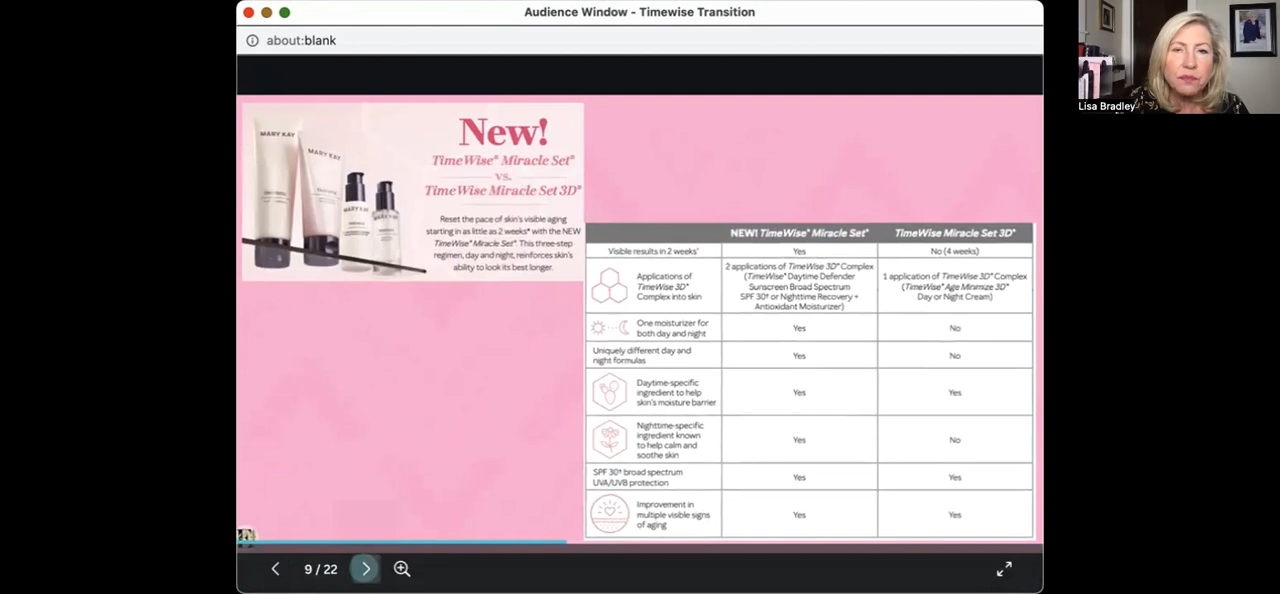 Audience Window - Timewise Transition
about:blank
Lisa Bradley
MARY KAY
MARY KAY
MARY KAY
MARY KAY
New!
TimeWise® Miracle Set®
VS.
TimeWise Miracle Set 3D®
Reset the pace of skin's visible aging
starting in as little as 2 weeks* with the NEW
TimeWise® Miracle Set®. This three-step
regimen, day and night, reinforces skin's
ability to look its best longer.
NEW! TimeWise® Miracle Set®
TimeWise Miracle Set 3D®
Visible results in 2 weeks*
Yes
No (4 weeks)
Applications of
TimeWise 3D®
Complex into skin
2 applications of TimeWise 3D® Complex
(TimeWise® Daytime Defender
Sunscreen Broad Spectrum
SPF 30† or Nighttime Recovery +
Antioxidant Moisturizer)
1 application of TimeWise 3D® Complex
(TimeWise® Age Minimize 3D®
Day or Night Cream)
One moisturizer for
both day and night
Yes
No
Uniquely different day and
night formulas
Yes
No
Daytime-specific
ingredient to help
skin's moisture barrier
Yes
Yes
Nighttime-specific
ingredient known
to help calm and
soothe skin
Yes
No
SPF 30† broad spectrum
UVA/UVB protection
Yes
Yes
Improvement in
multiple visible signs
of aging
Yes
Yes
9 / 22